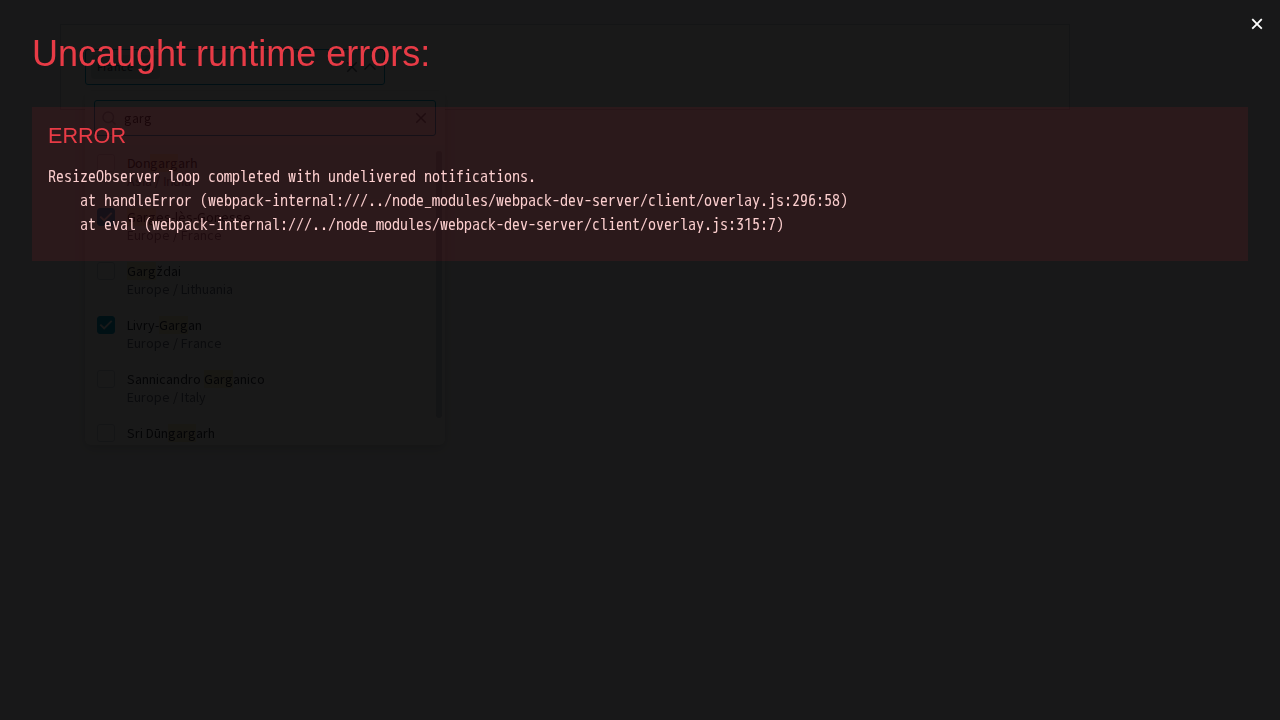 Uncaught runtime errors:
garg
ERROR
Dongargarh
ResizeObserver loop completed with undelivered notifications.
at handleError (webpack-internal:///../node_modules/webpack-dev-server/client/overlay.js:296:58)
at eval (webpack-internal:///../node_modules/webpack-dev-server/client/overlay.js:315:7)
Europe / France
Gargždai
Europe / Lithuania
Livry-Gargan
Europe / France
Sannicandro Garganico
Europe / Italy
Sri Dūngargarh